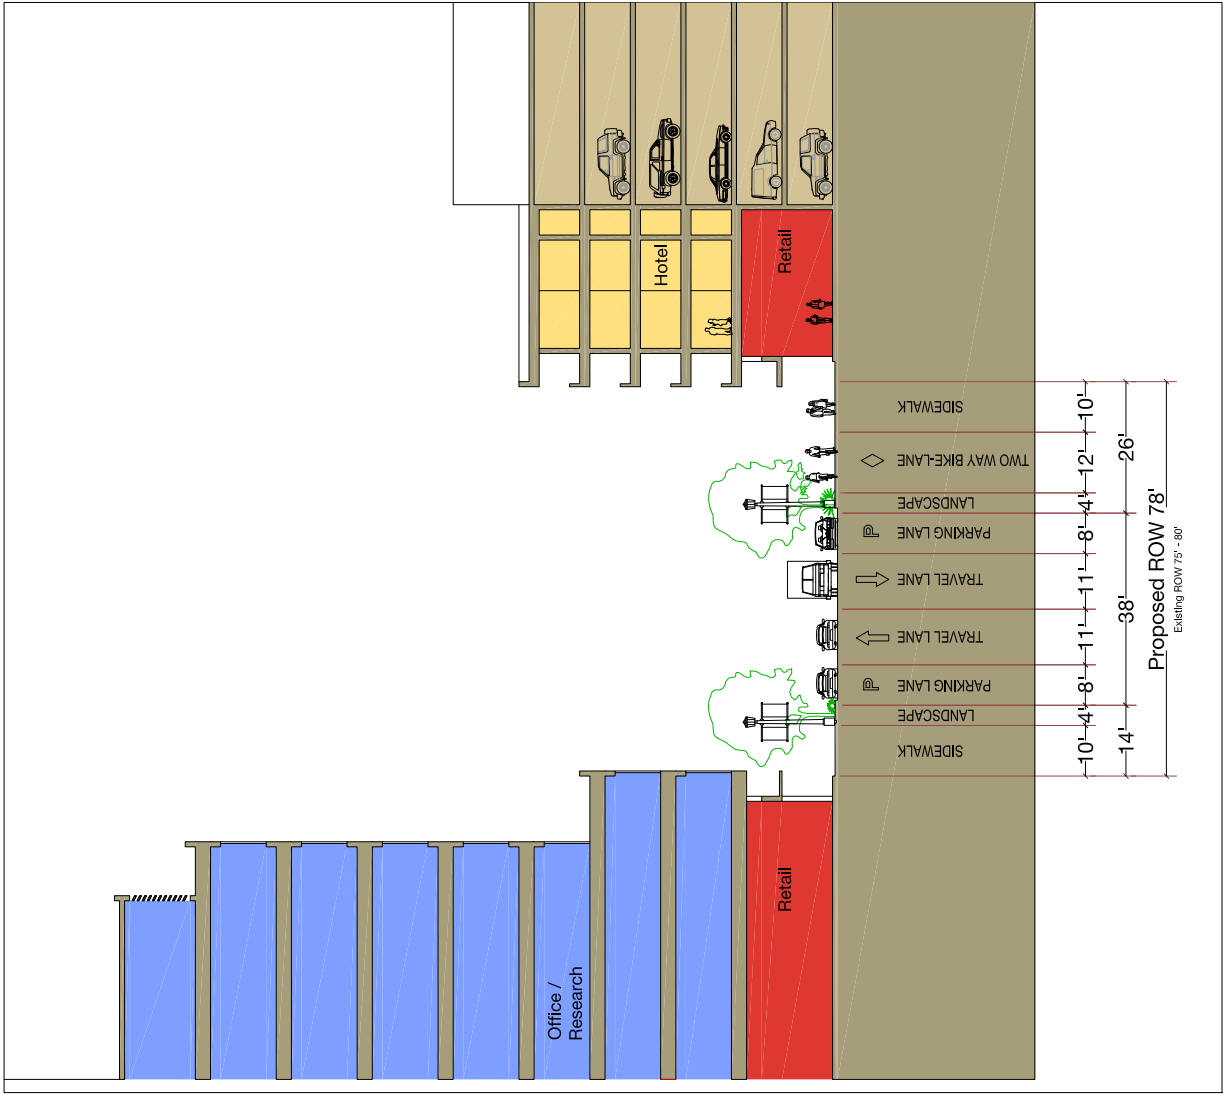 Office /
Research
Retail
Hotel
Retail
SIDEWALK
LANDSCAPE
PARKING LANE
P
TRAVEL LANE
TRAVEL LANE
PARKING LANE
P
LANDSCAPE
TWO WAY BIKE-LANE
SIDEWALK
10' 4' 8' 11' 11' 8' 4' 12' 10'
14' 38' 26'
Proposed ROW 78'
Existing ROW 75' - 80'